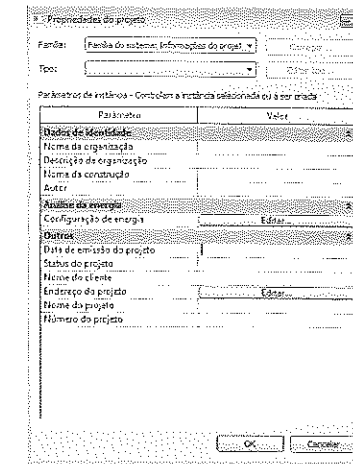 Propriedades do projeto
Família: Família do sistema: Informações do projet
Carregar...
Tipo:
Editar tipo...
Parâmetros de instância - Controlam a instância selecionada ou a ser criada
Parâmetro Valor
Dados de identidade
Nome da organização
Descrição da organização
Nome da construção
Autor
Análise da energia
Configuração de energia Editar...
Outros
Data de emissão do projeto
Status do projeto
Nome do cliente
Endereço do projeto Editar...
Nome do projeto
Número do projeto
OK Cancelar